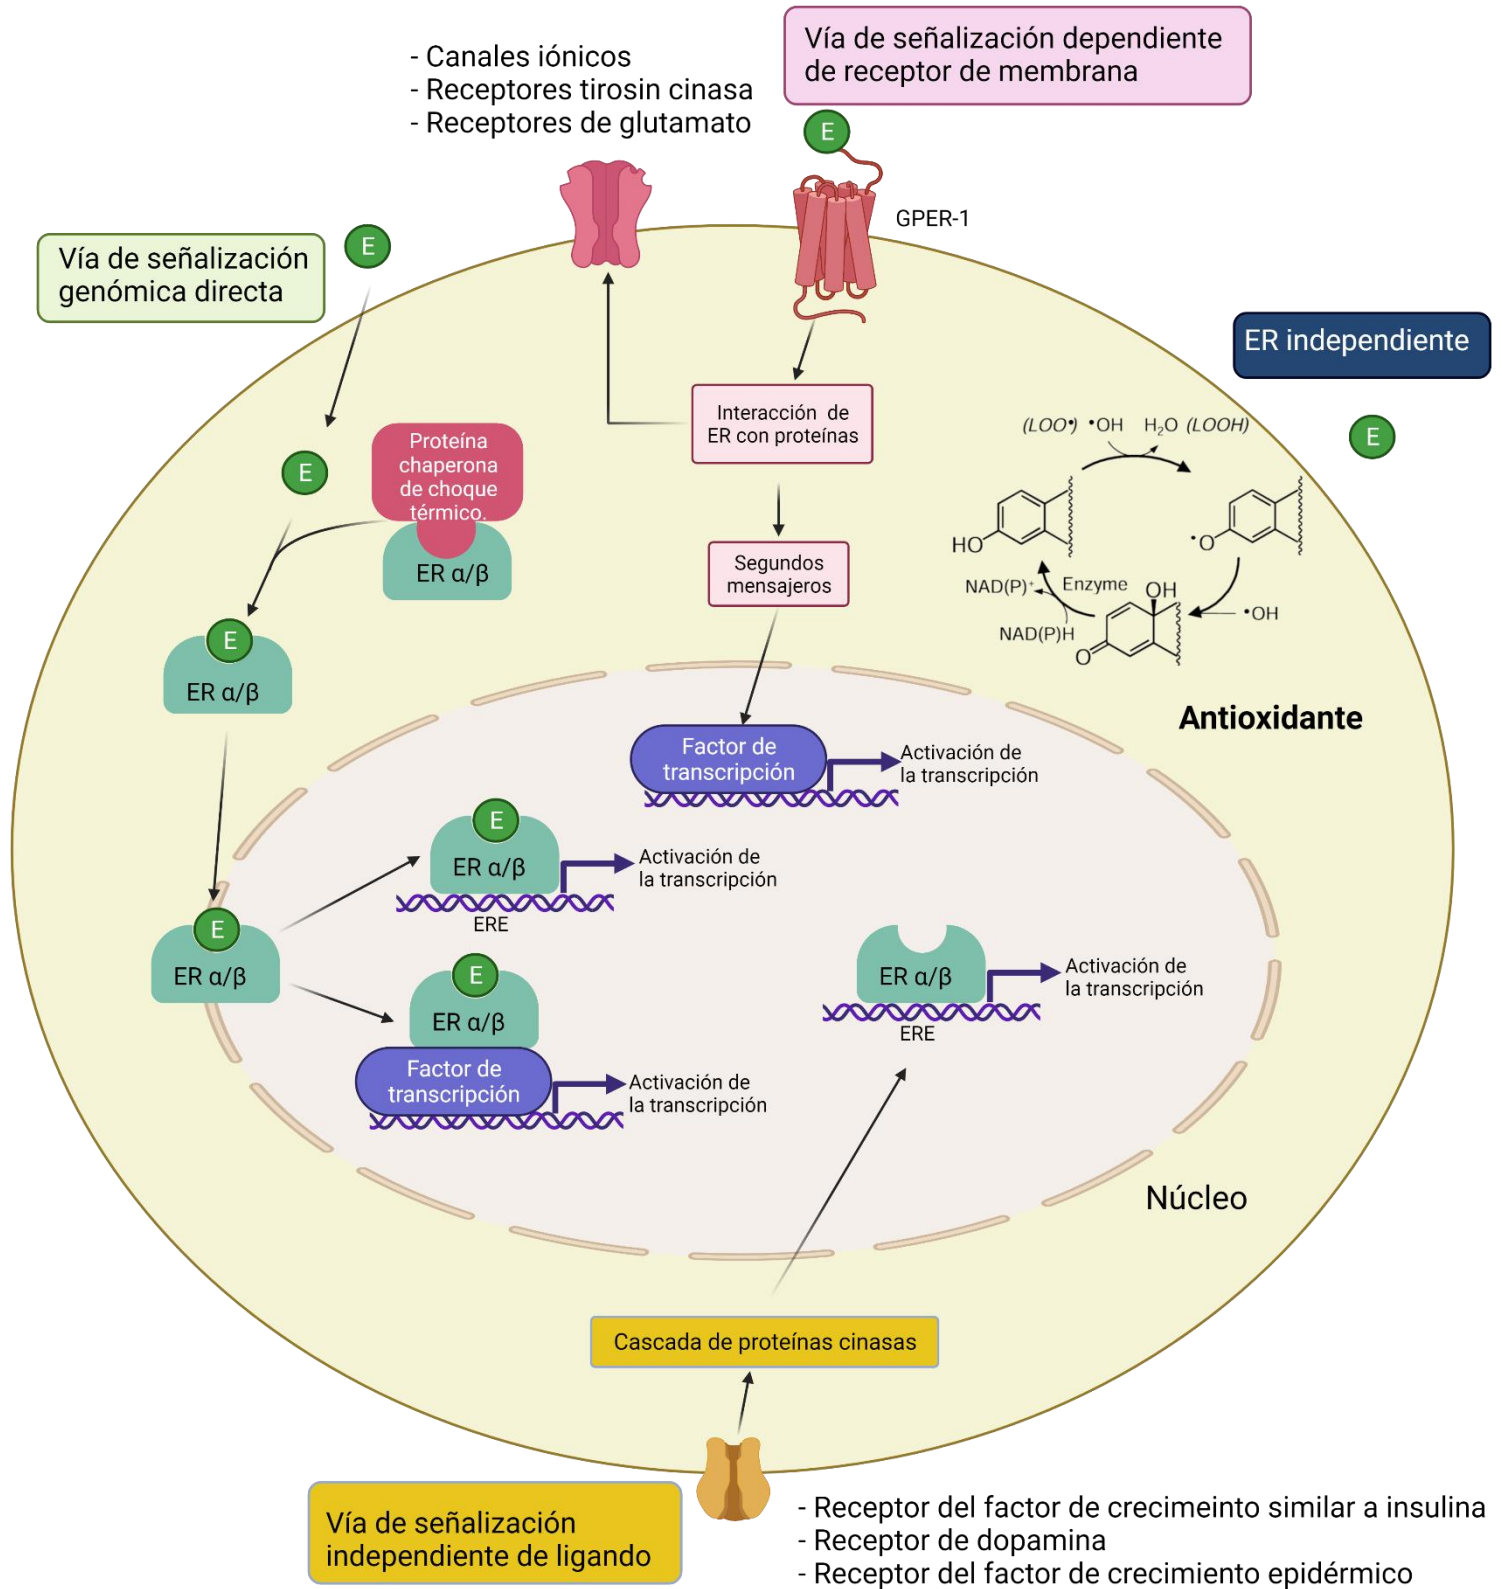 - Canales iónicos
- Receptores tirosin cinasa
- Receptores de glutamato
Vía de señalización dependiente
de receptor de membrana
E
GPER-1
Vía de señalización
genómica directa
E
ER independiente
E
Interacción de
ER con proteínas
(LOO•) •OH H₂O (LOOH)
HO
•O
NAD(P)⁺
Enzyme
OH
NAD(P)H
•OH
O
Antioxidante
E
Proteína
chaperona
de choque
térmico.
ER α/β
Segundos
mensajeros
E
ER α/β
Factor de
transcripción
Activación de
la transcripción
E
ER α/β
Activación de
la transcripción
ERE
E
ER α/β
E
ER α/β
Factor de
transcripción
Activación de
la transcripción
ER α/β
Activación de
la transcripción
ERE
Núcleo
Cascada de proteínas cinasas
Vía de señalización
independiente de ligando
- Receptor del factor de crecimeinto similar a insulina
- Receptor de dopamina
- Receptor del factor de crecimiento epidérmico